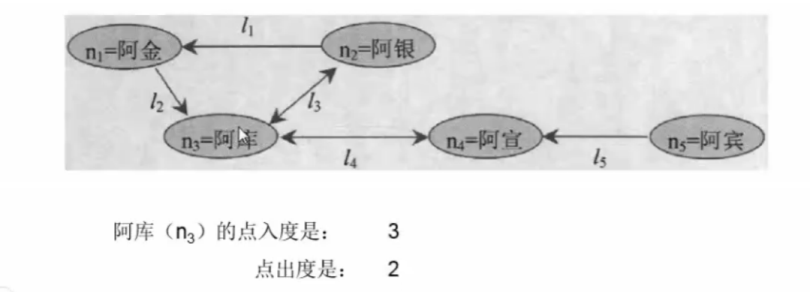 l₁
n₁=阿金
n₂=阿银
l₂
l₃
n₃=阿库
n₄=阿宣
n₅=阿宾
l₄
l₅
阿库（n₃）的点入度是： 3
点出度是： 2